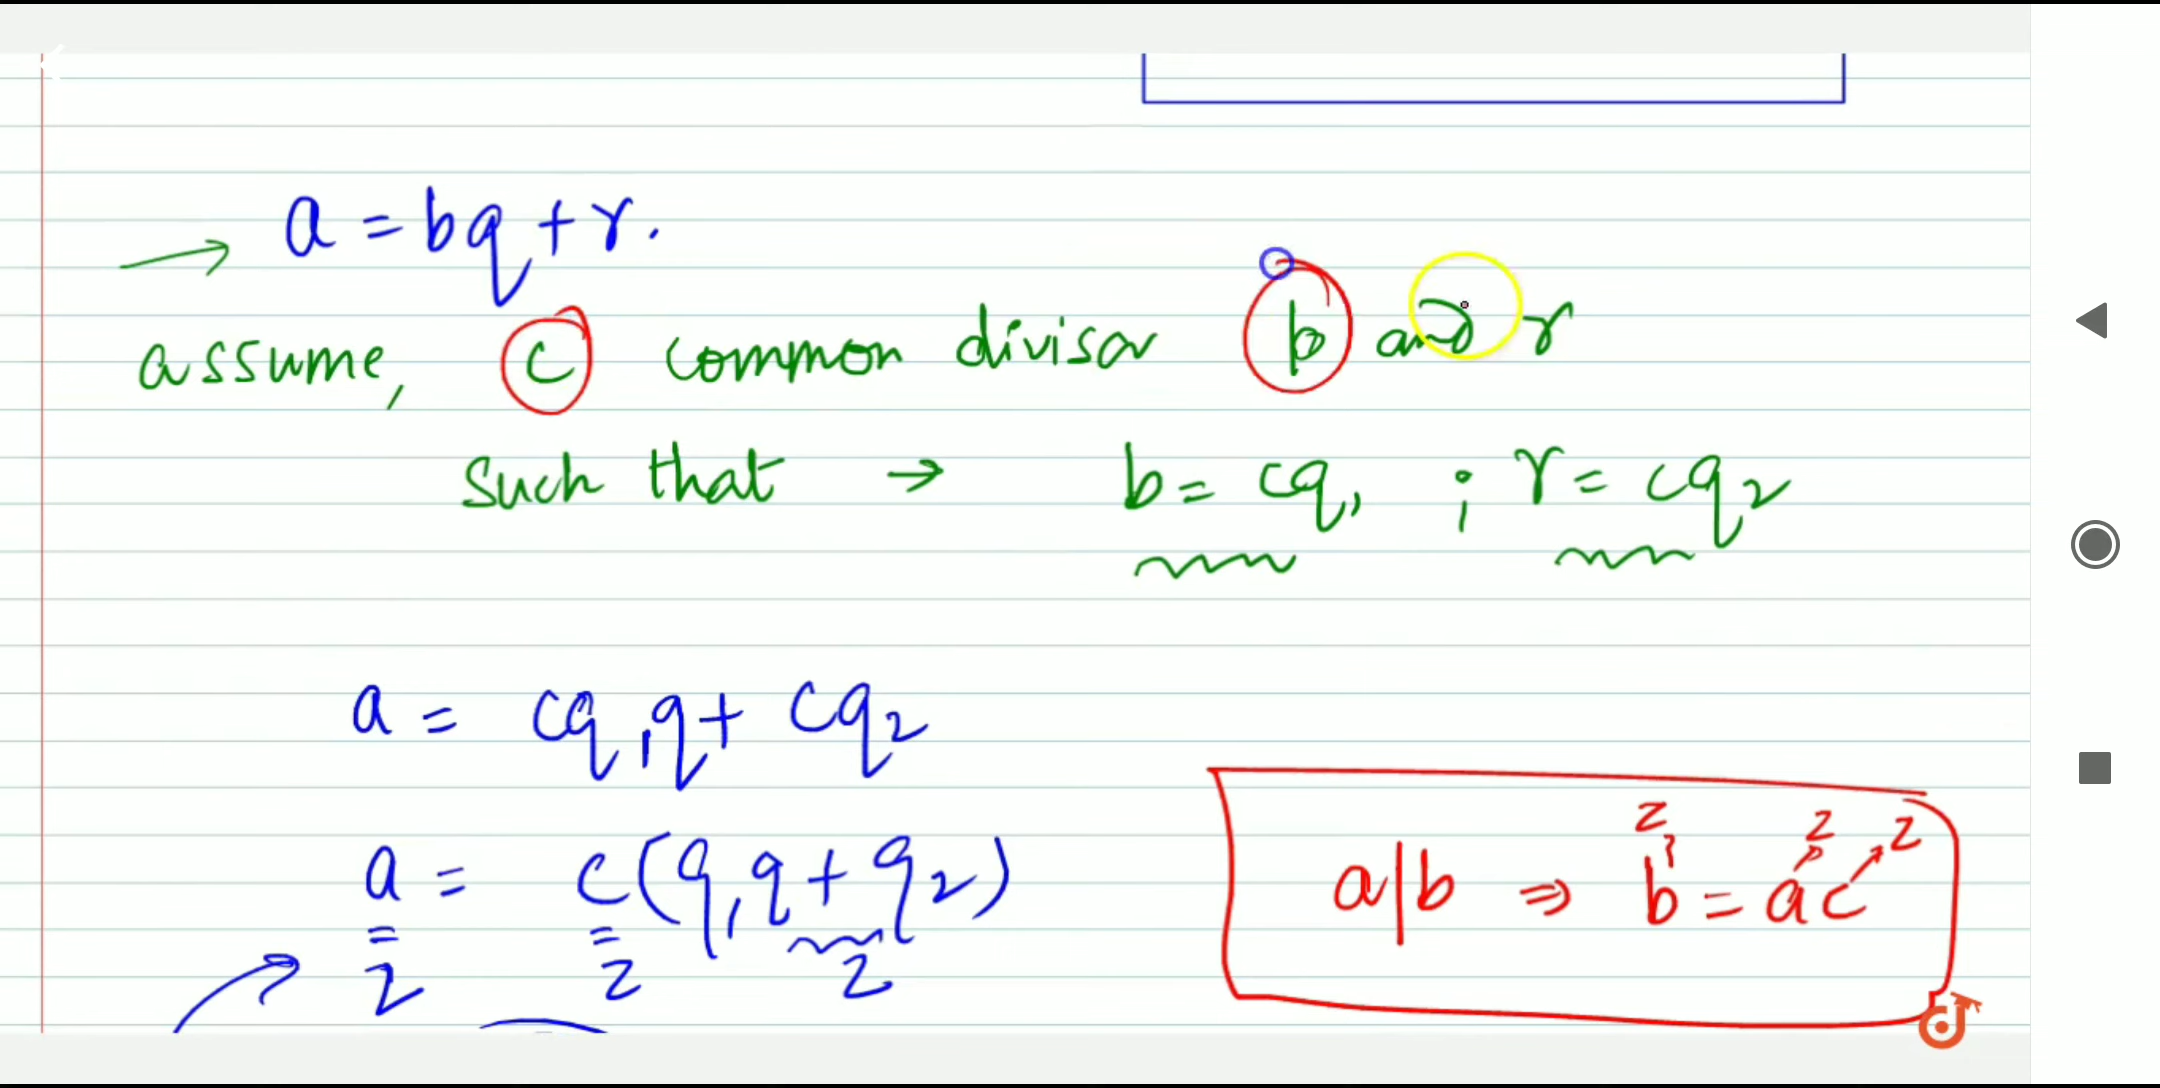 → a = bq + r.
assume, c common divisor b and r
such that → b = cq₁ ; r = cq₂
a = cq₁q + cq₂
a = c(q₁q + q₂)
z z z
z z z
a|b ⇒ b = ac